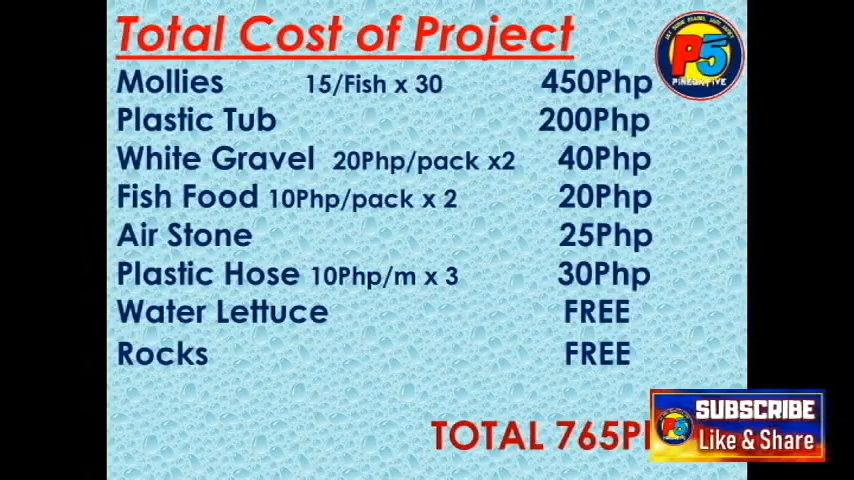 Total Cost of Project
Mollies 15/Fish x 30 450Php
Plastic Tub 200Php
White Gravel 20Php/pack x2 40Php
Fish Food 10Php/pack x 2 20Php
Air Stone 25Php
Plastic Hose 10Php/m x 3 30Php
Water Lettuce FREE
Rocks FREE
TOTAL 765P
P5
SUBSCRIBE
P5
Like & Share